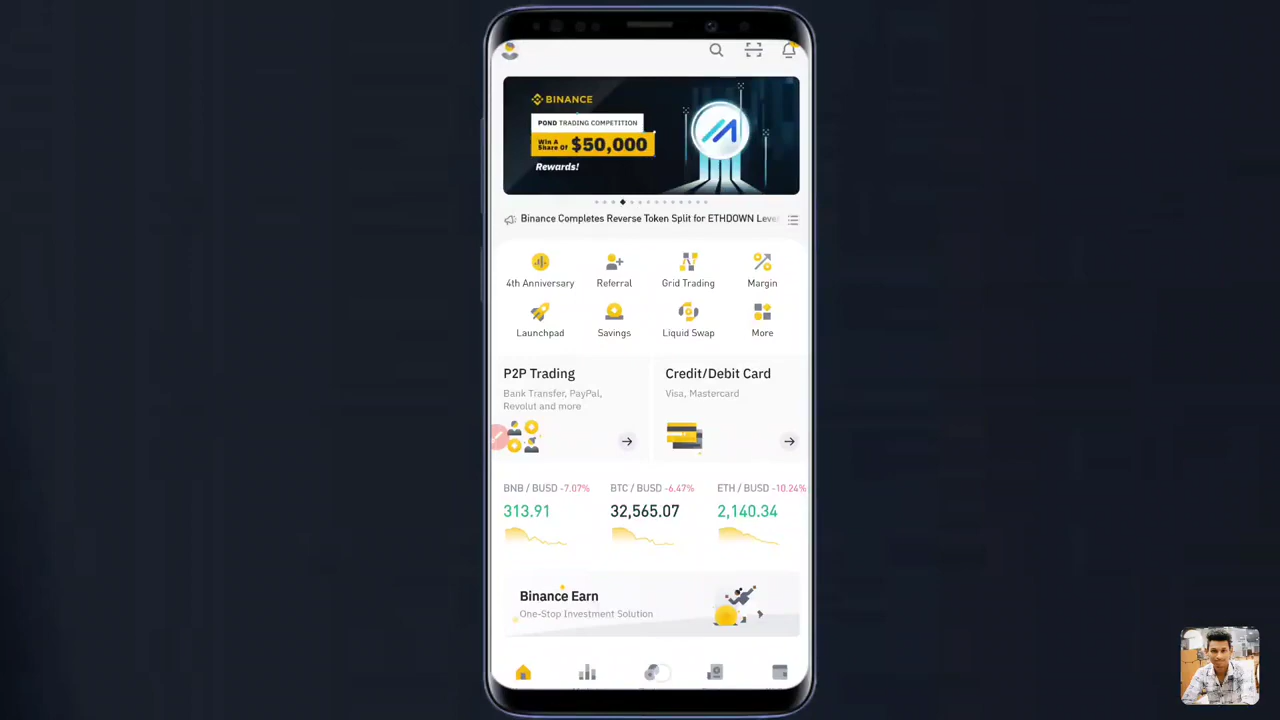 BINANCE
POND TRADING COMPETITION
WIN A
Share Of $50,000
Rewards!
Binance Completes Reverse Token Split for ETHDOWN Leve
4th Anniversary
Referral
Grid Trading
Margin
Launchpad
Savings
Liquid Swap
More
P2P Trading
Bank Transfer, PayPal,
Revolut and more
Credit/Debit Card
Visa, Mastercard
BNB / BUSD -7.07%
BTC / BUSD -6.47%
ETH / BUSD -10.24%
313.91
32,565.07
2,140.34
Binance Earn
One-Stop Investment Solution